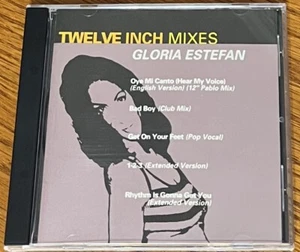 TWELVE INCH MIXES
GLORIA ESTEFAN
Oye Mi Canto (Hear My Voice)
(English Version) (12" Pablo Mix)
Bad Boy (Club Mix)
Get On Your Feet (Pop Vocal)
1-2-3 (Extended Version)
Rhythm Is Gonna Get You
(Extended Version)